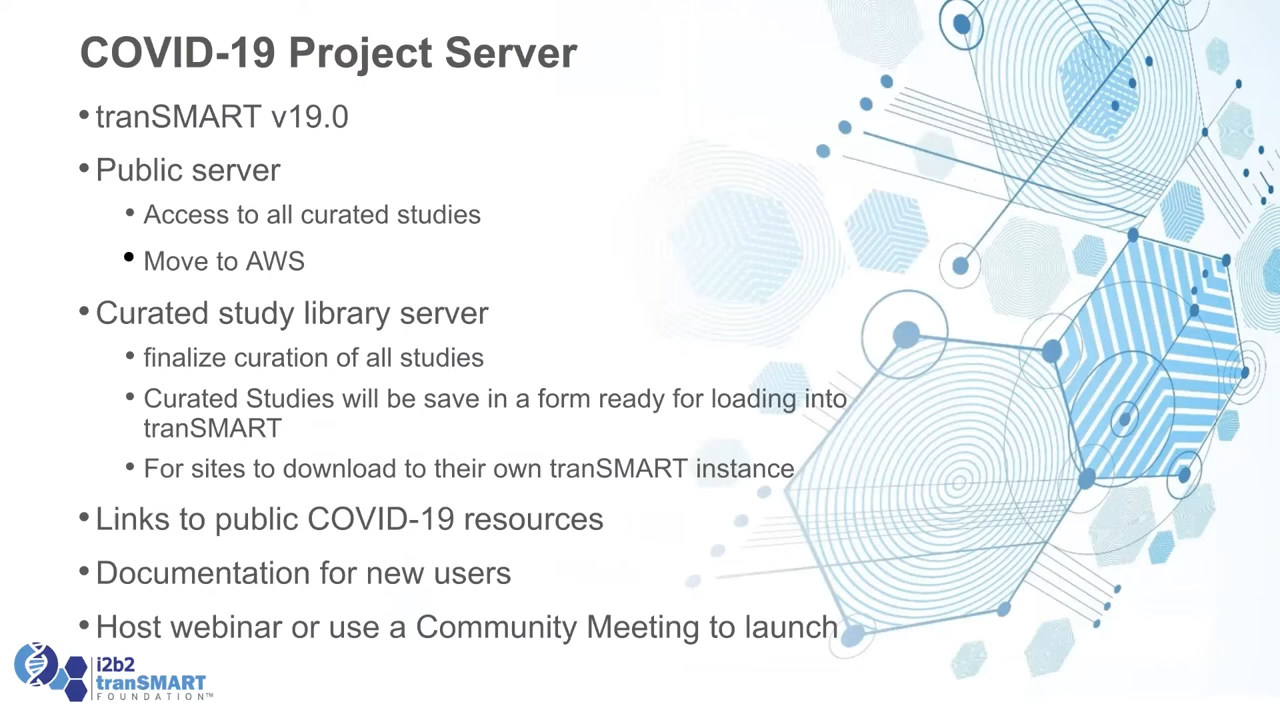 COVID-19 Project Server
• tranSMART v19.0
• Public server
• Access to all curated studies
• Move to AWS
• Curated study library server
• finalize curation of all studies
• Curated Studies will be save in a form ready for loading into
tranSMART
• For sites to download to their own tranSMART instance
• Links to public COVID-19 resources
• Documentation for new users
• Host webinar or use a Community Meeting to launch
i2b2
tranSMART
FOUNDATION™